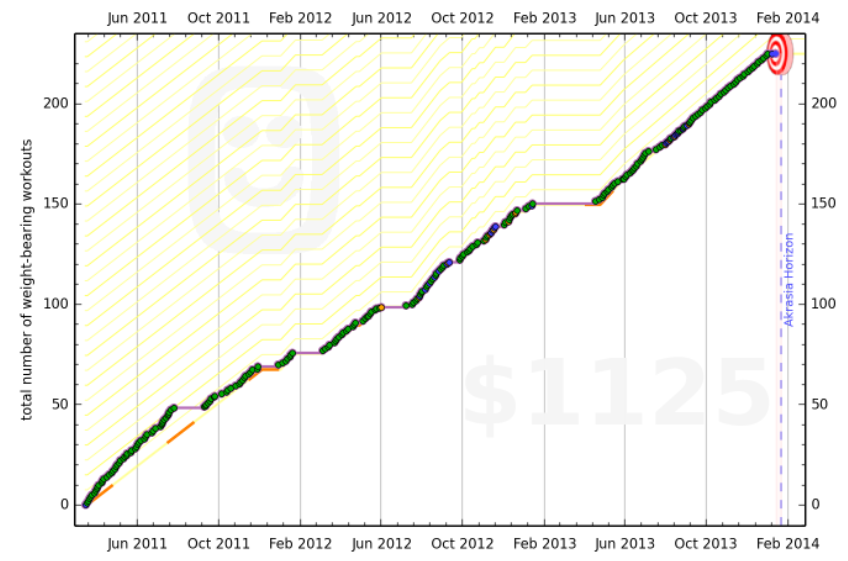 Jun 2011 Oct 2011 Feb 2012 Jun 2012 Oct 2012 Feb 2013 Jun 2013 Oct 2013 Feb 2014
total number of weight-bearing workouts
200 200
150 150
100 100
50 50
0 0
Akrasia Horizon
$1125
Jun 2011 Oct 2011 Feb 2012 Jun 2012 Oct 2012 Feb 2013 Jun 2013 Oct 2013 Feb 2014